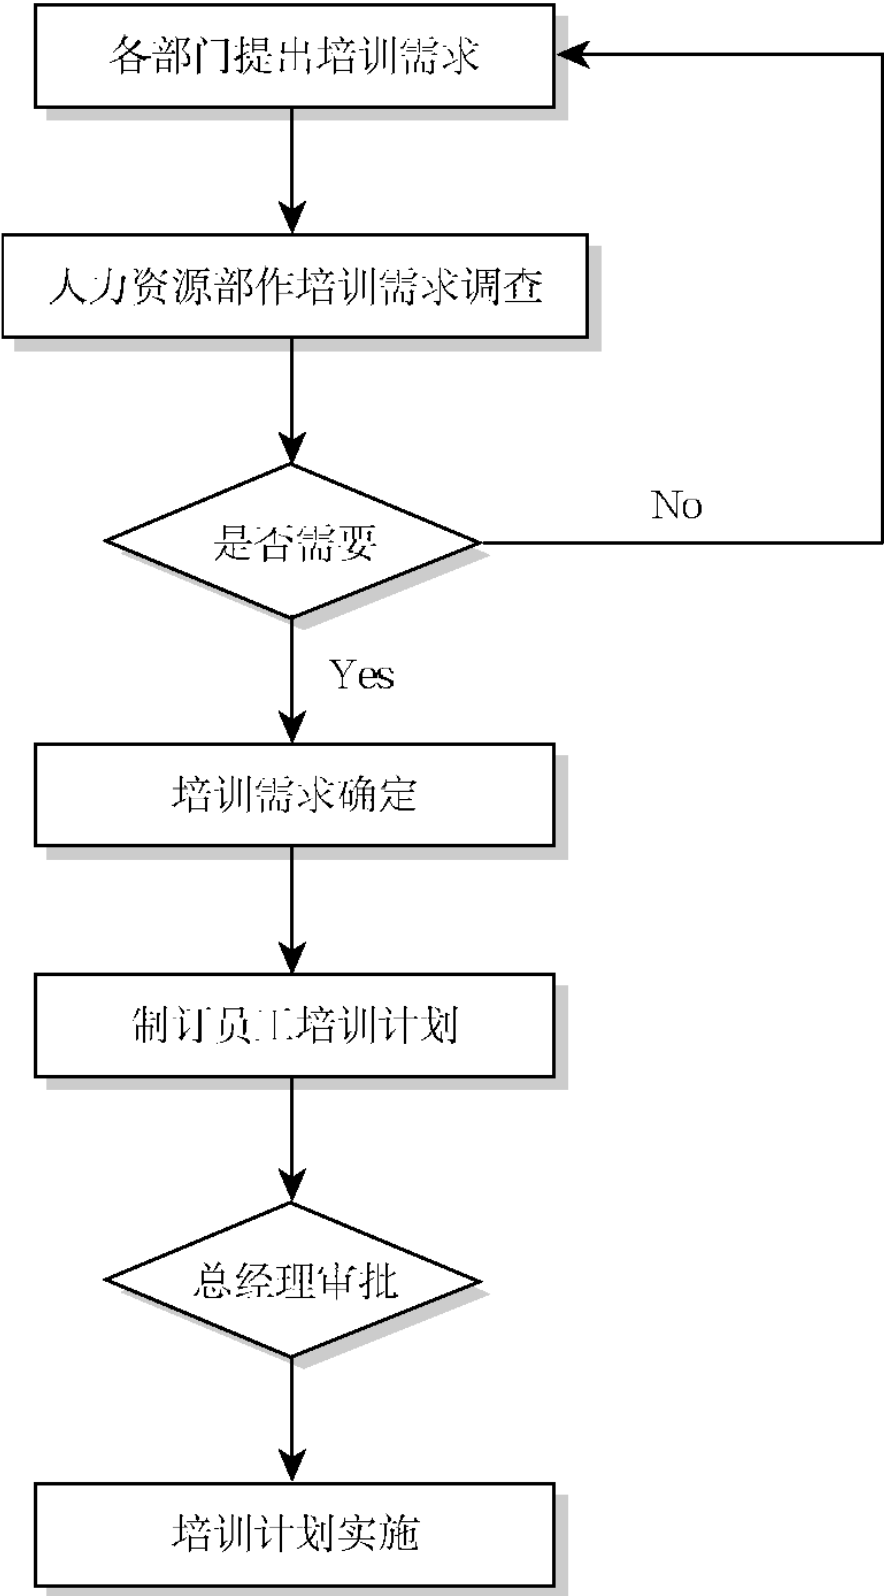 各部门提出培训需求
人力资源部作培训需求调查
是否需要
No
Yes
培训需求确定
制订员工培训计划
总经理审批
培训计划实施